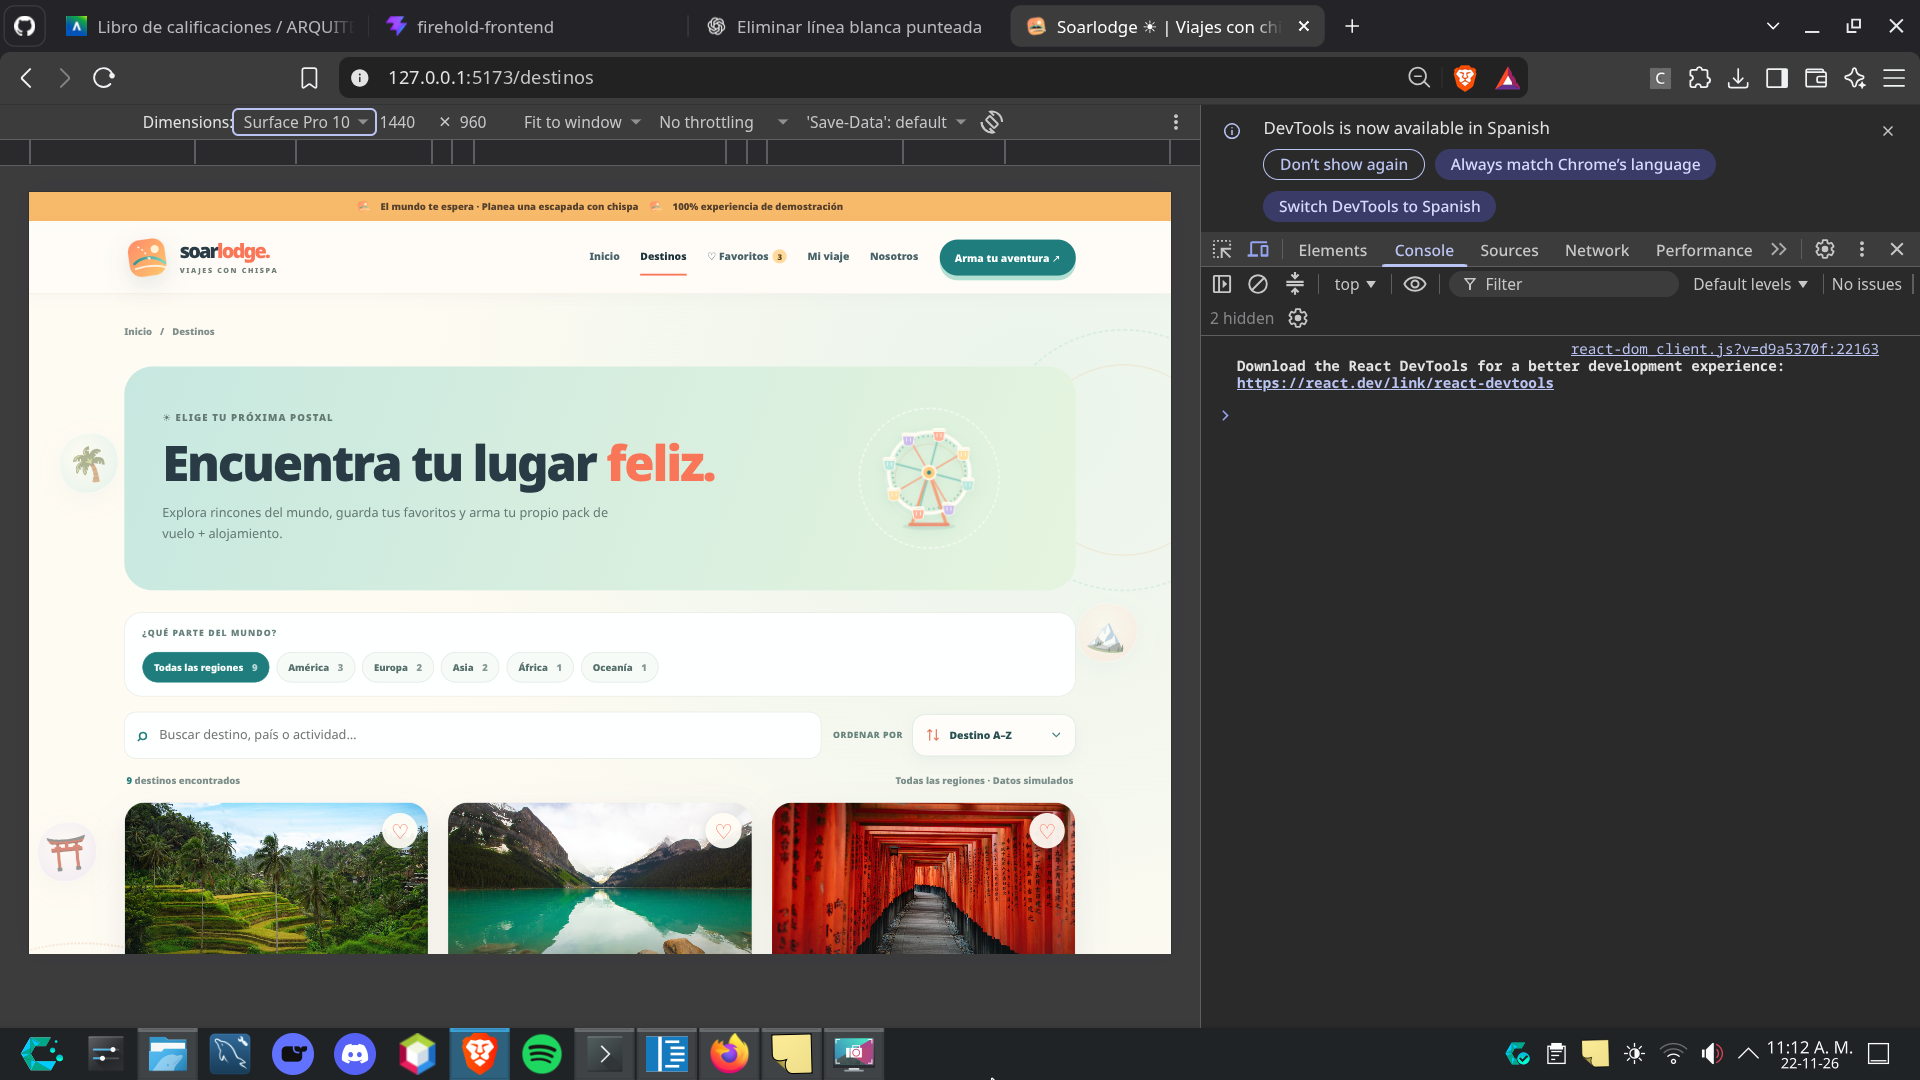 Libro de calificaciones / ARQUITE
firehold-frontend
Eliminar línea blanca punteada
Soarlodge ☀ | Viajes con chi
127.0.0.1:5173/destinos
C
Dimensions: Surface Pro 10 1440 × 960 Fit to window No throttling 'Save-Data': default
El mundo te espera · Planea una escapada con chispa 100% experiencia de demostración
soarlodge.
VIAJES CON CHISPA
Inicio Destinos ♡ Favoritos 3 Mi viaje Nosotros Arma tu aventura ↗
Inicio / Destinos
☀ ELIGE TU PRÓXIMA POSTAL
Encuentra tu lugar feliz.
Explora rincones del mundo, guarda tus favoritos y arma tu propio pack de
vuelo + alojamiento.
¿QUÉ PARTE DEL MUNDO?
Todas las regiones 9 América 3 Europa 2 Asia 2 África 1 Oceanía 1
Buscar destino, país o actividad...
ORDENAR POR
Destino A–Z
9 destinos encontrados
Todas las regiones · Datos simulados
DevTools is now available in Spanish
Don't show again
Always match Chrome's language
Switch DevTools to Spanish
Elements Console Sources Network Performance
top Filter Default levels No issues
2 hidden
react-dom_client.js?v=d9a5370f:22163
Download the React DevTools for a better development experience:
https://react.dev/link/react-devtools
11:12 A. M.
22-11-26